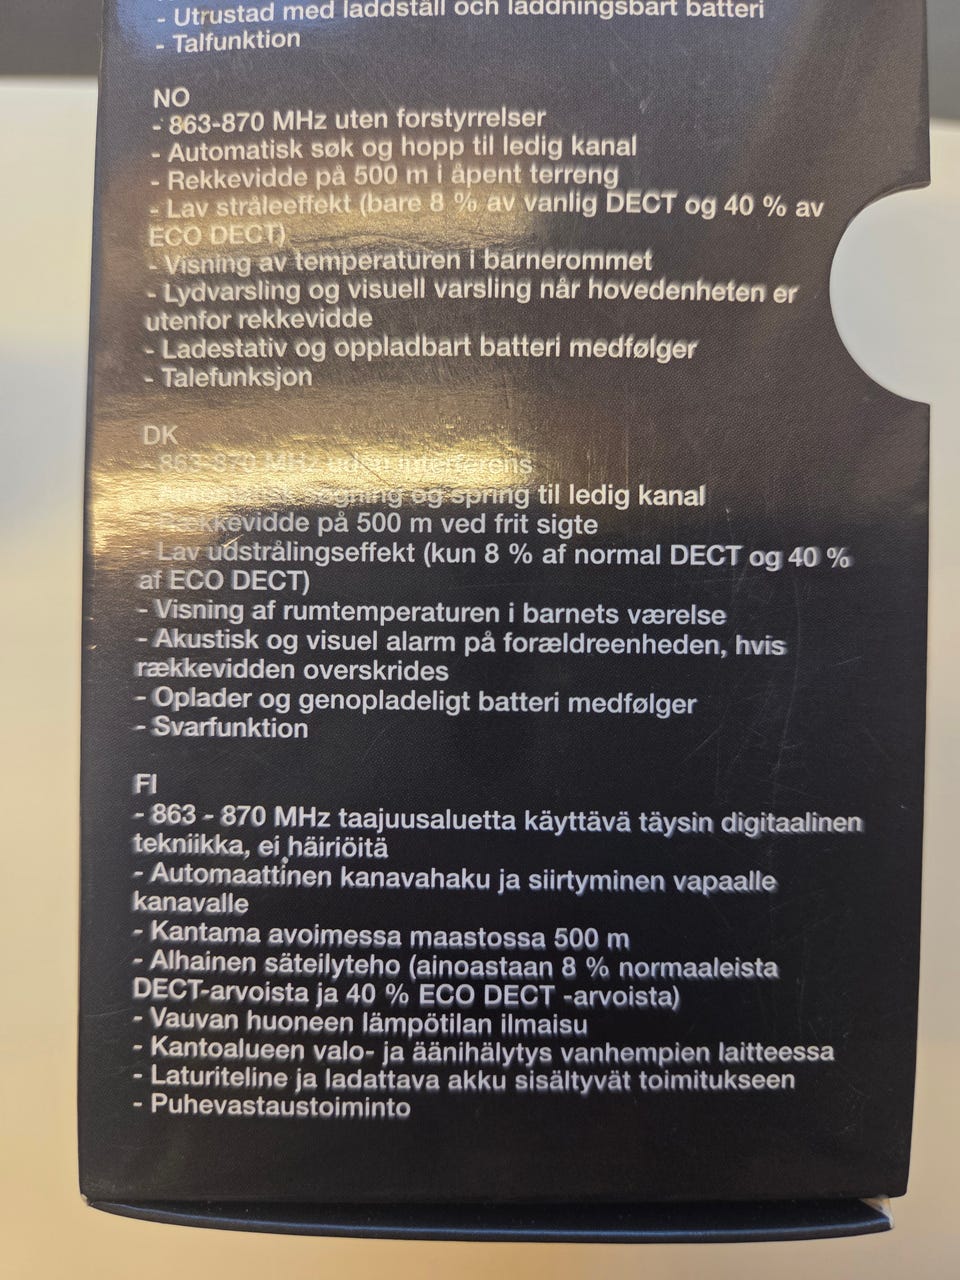 - Utrustad med laddställ och laddningsbart batteri
- Talfunktion
NO
- 863-870 MHz uten forstyrrelser
- Automatisk søk og hopp til ledig kanal
- Rekkevidde på 500 m i åpent terreng
- Lav stråleeffekt (bare 8 % av vanlig DECT og 40 % av
ECO DECT)
- Visning av temperaturen i barnerommet
- Lydvarsling og visuell varsling når hovedenheten er
utenfor rekkevidde
- Ladestativ og oppladbart batteri medfølger
- Talefunksjon
DK
- 863-870 MHz uden interferens
- Automatisk søgning og spring til ledig kanal
- Rækkevidde på 500 m ved frit sigte
- Lav udstrålingseffekt (kun 8 % af normal DECT og 40 %
af ECO DECT)
- Visning af rumtemperaturen i barnets værelse
- Akustisk og visuel alarm på forældreenheden, hvis
rækkevidden overskrides
- Oplader og genopladeligt batteri medfølger
- Svarfunktion
FI
- 863 - 870 MHz taajuusaluetta käyttävä täysin digitaalinen
tekniikka, ei häiriöitä
- Automaattinen kanavahaku ja siirtyminen vapaalle
kanavalle
- Kantama avoimessa maastossa 500 m
- Alhainen säteilyteho (ainoastaan 8 % normaaleista
DECT-arvoista ja 40 % ECO DECT -arvoista)
- Vauvan huoneen lämpötilan ilmaisu
- Kantoalueen valo- ja äänihälytys vanhempien laitteessa
- Laturiteline ja ladattava akku sisältyvät toimitukseen
- Puhevastaustoiminto